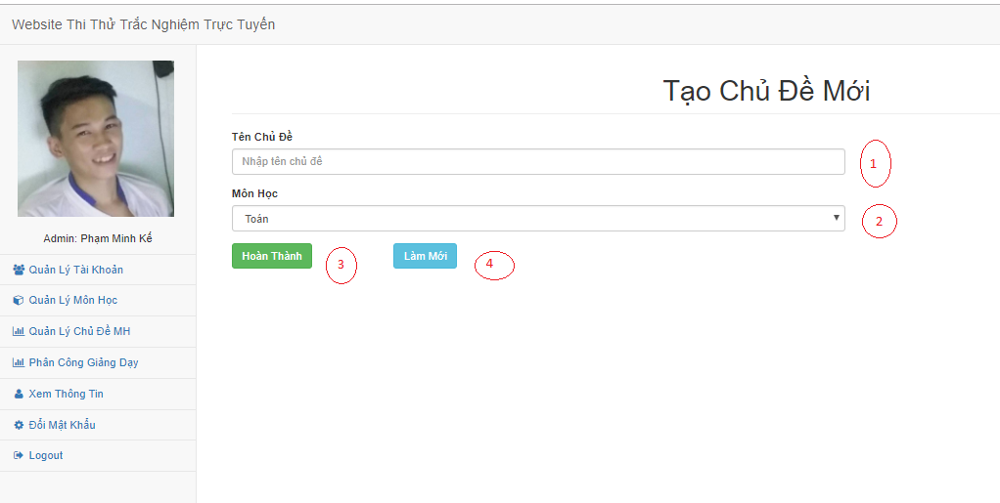 Website Thi Thử Trắc Nghiệm Trực Tuyến
Admin: Phạm Minh Kế
Quản Lý Tài Khoản
Quản Lý Môn Học
Quản Lý Chủ Đề MH
Phân Công Giảng Dạy
Xem Thông Tin
Đổi Mật Khẩu
Logout
Tạo Chủ Đề Mới
Tên Chủ Đề
Nhập tên chủ đề
1
Môn Học
Toán
2
Hoàn Thành
3
Làm Mới
4